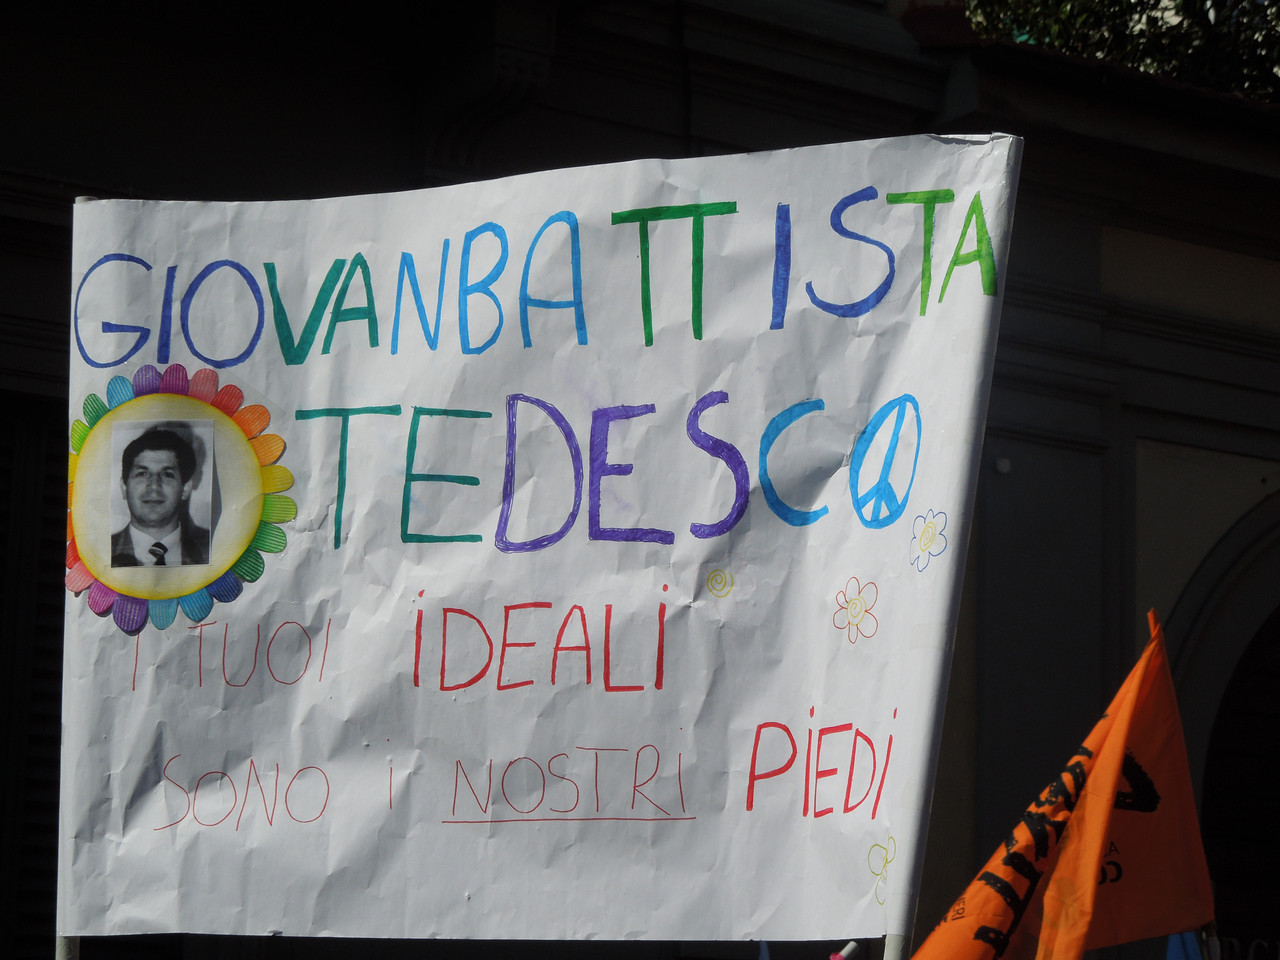 GIOVANBATTISTA
TEDESCO
i TUOI iDEALi
SONO i NOSTRI PiEDi